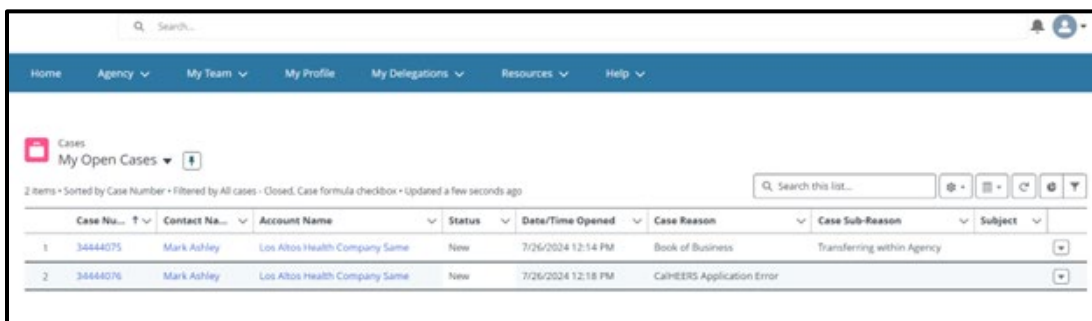 Search...
Home Agency My Team My Profile My Delegations Resources Help
Cases
My Open Cases
2 items • Sorted by Case Number • Filtered by All cases - Closed, Case formula checkbox • Updated a few seconds ago
Search this list...
Case Nu... Contact Na... Account Name Status Date/Time Opened Case Reason Case Sub-Reason Subject
1 34444075 Mark Ashley Los Altos Health Company Same New 7/26/2024 12:14 PM Book of Business Transferring within Agency
2 34444076 Mark Ashley Los Altos Health Company Same New 7/26/2024 12:18 PM CalHEERS Application Error